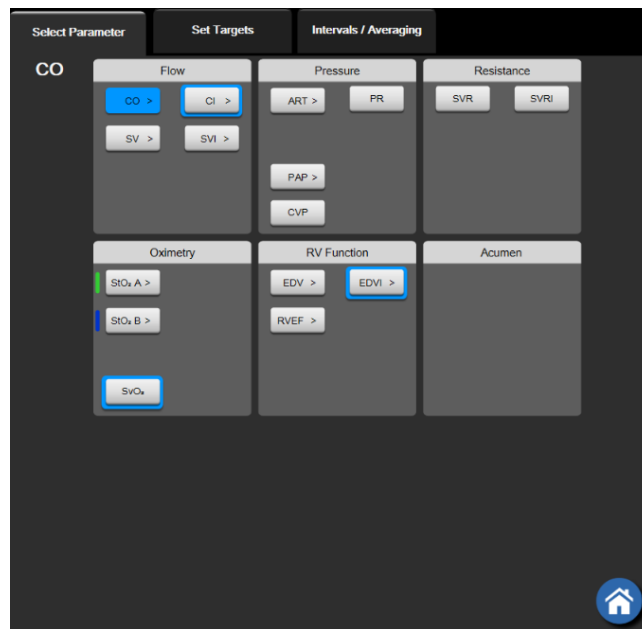 Select Parameter
Set Targets
Intervals / Averaging
CO
Flow
CO >
CI >
SV >
SVI >
Pressure
ART >
PR
PAP >
CVP
Resistance
SVR
SVRI
Oximetry
StO₂ A >
StO₂ B >
SvO₂
RV Function
EDV >
EDVI >
RVEF >
Acumen